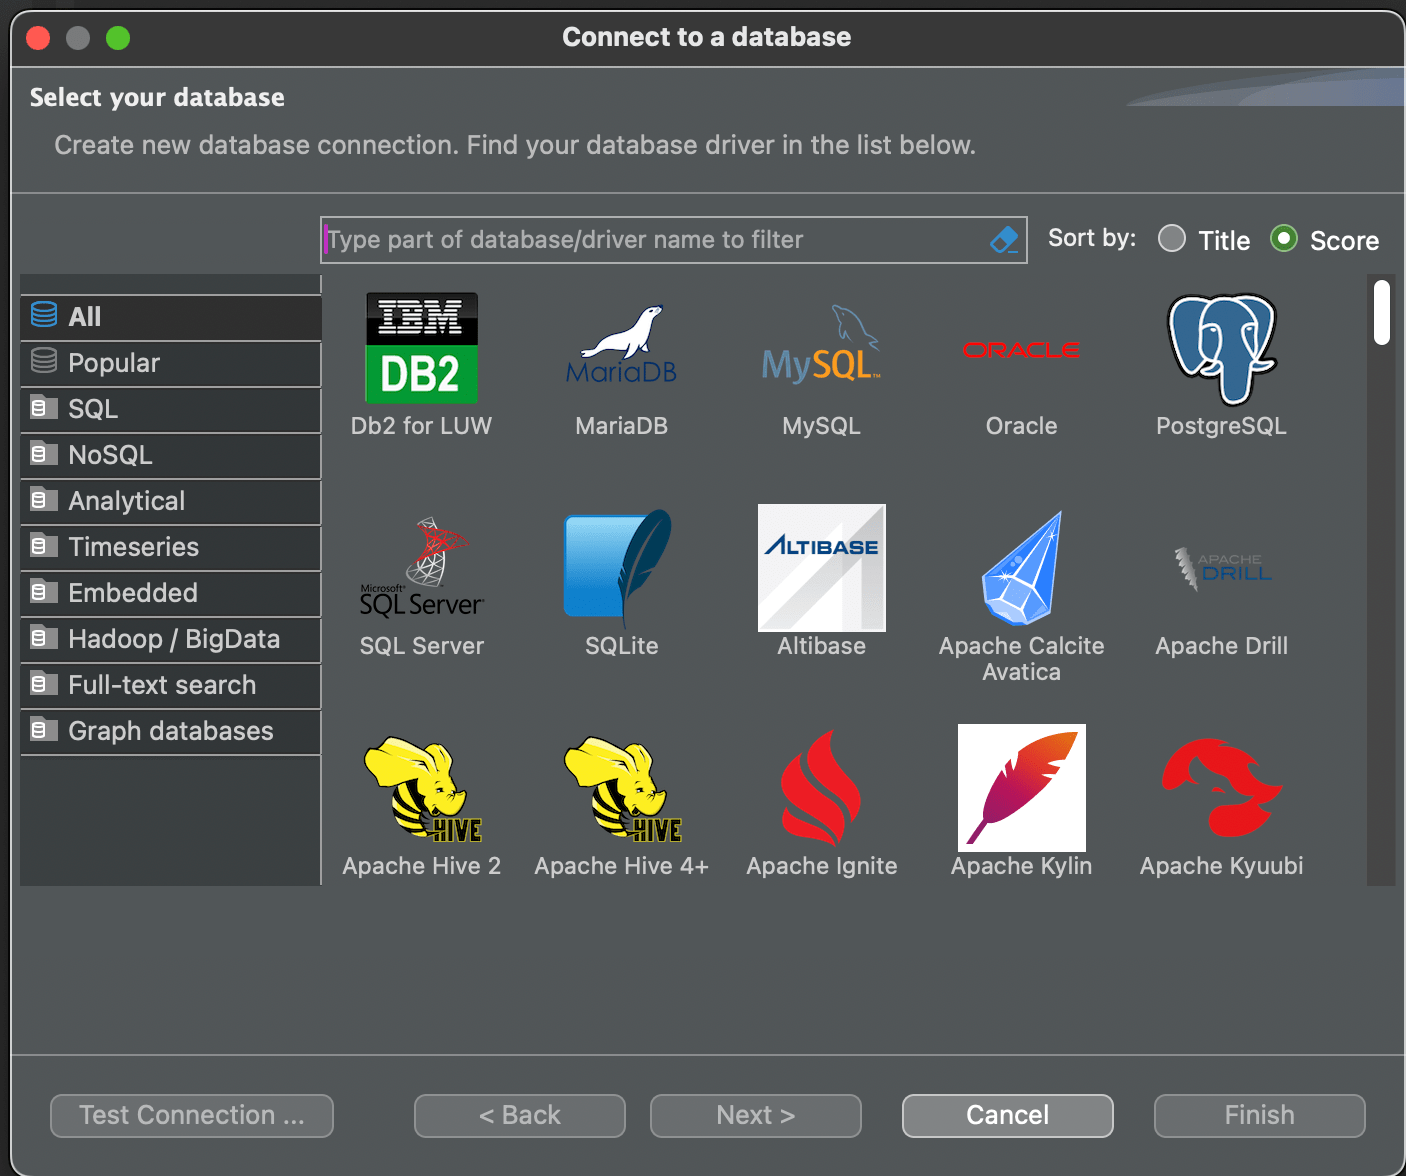 Connect to a database
Select your database
Create new database connection. Find your database driver in the list below.
Type part of database/driver name to filter
Sort by:
Title
Score
All
Popular
SQL
NoSQL
Analytical
Timeseries
Embedded
Hadoop / BigData
Full-text search
Graph databases
IBM
DB2
Db2 for LUW
MariaDB
MariaDB
MySQL™
MySQL
ORACLE
Oracle
PostgreSQL
Microsoft®
SQL Server®
SQL Server
SQLite
ALTIBASE
Altibase
Apache Calcite
Avatica
APACHE
DRILL
Apache Drill
HIVE
Apache Hive 2
HIVE
Apache Hive 4+
Apache Ignite
Apache Kylin
Apache Kyuubi
Test Connection ...
< Back
Next >
Cancel
Finish